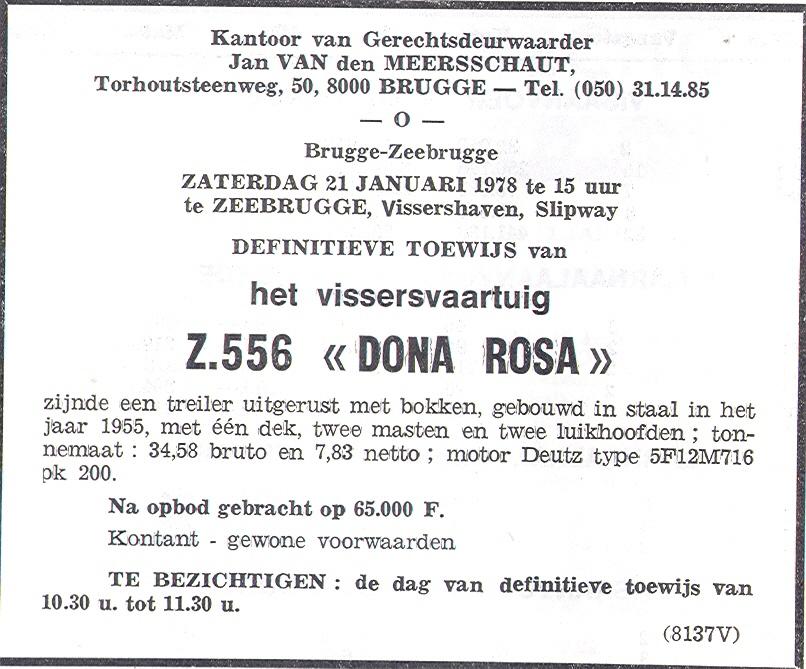 Kantoor van Gerechtsdeurwaarder
Jan VAN den MEERSSCHAUT,
Torhoutsteenweg, 50, 8000 BRUGGE — Tel. (050) 31.14.85
— O —
Brugge-Zeebrugge
ZATERDAG 21 JANUARI 1978 te 15 uur
te ZEEBRUGGE, Vissershaven, Slipway
DEFINITIEVE TOEWIJS van
het vissersvaartuig
Z.556 « DONA ROSA »
zijnde een treiler uitgerust met bokken, gebouwd in staal in het
jaar 1955, met één dek, twee masten en twee luikhoofden ; ton-
nemaat : 34,58 bruto en 7,83 netto ; motor Deutz type 5F12M716
pk 200.
Na opbod gebracht op 65.000 F.
Kontant - gewone voorwaarden
TE BEZICHTIGEN : de dag van definitieve toewijs van
10.30 u. tot 11.30 u.
(8137V)